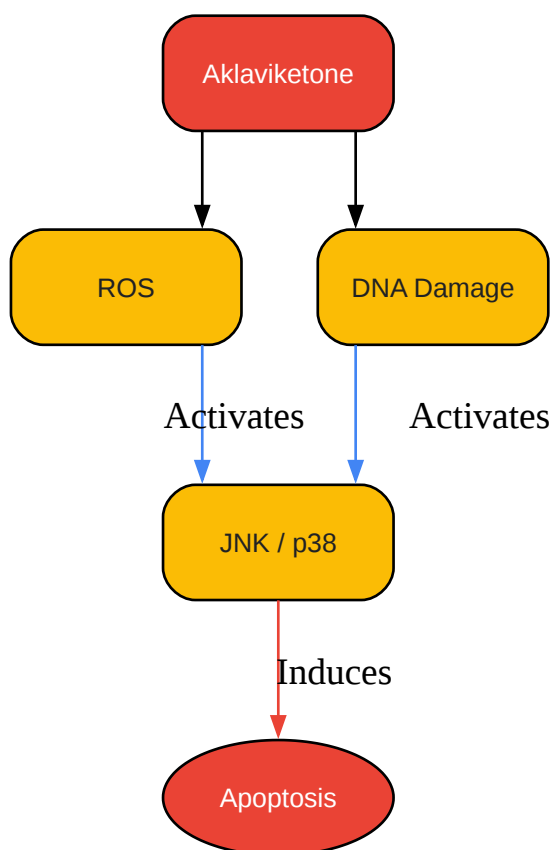 Aklaviketone
ROS
DNA Damage
Activates
Activates
JNK / p38
Induces
Apoptosis